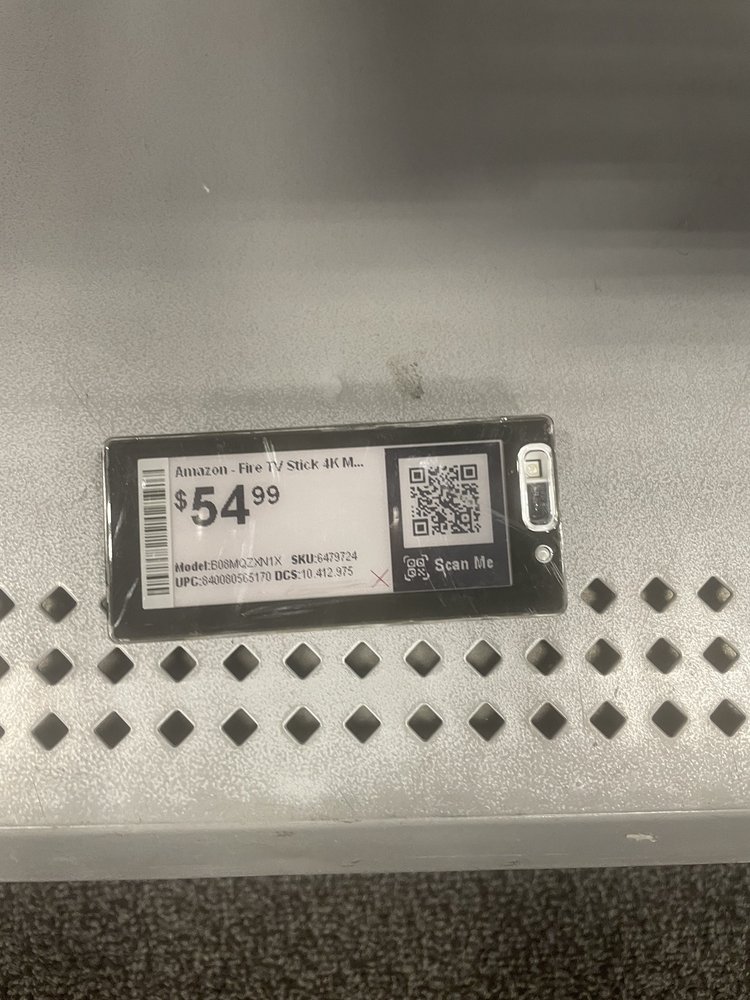 Amazon - Fire TV Stick 4K M...
$54 99
Model:B08MQZXN1X SKU:6479724
UPC:840080565170 DCS:10.412.975
Scan Me